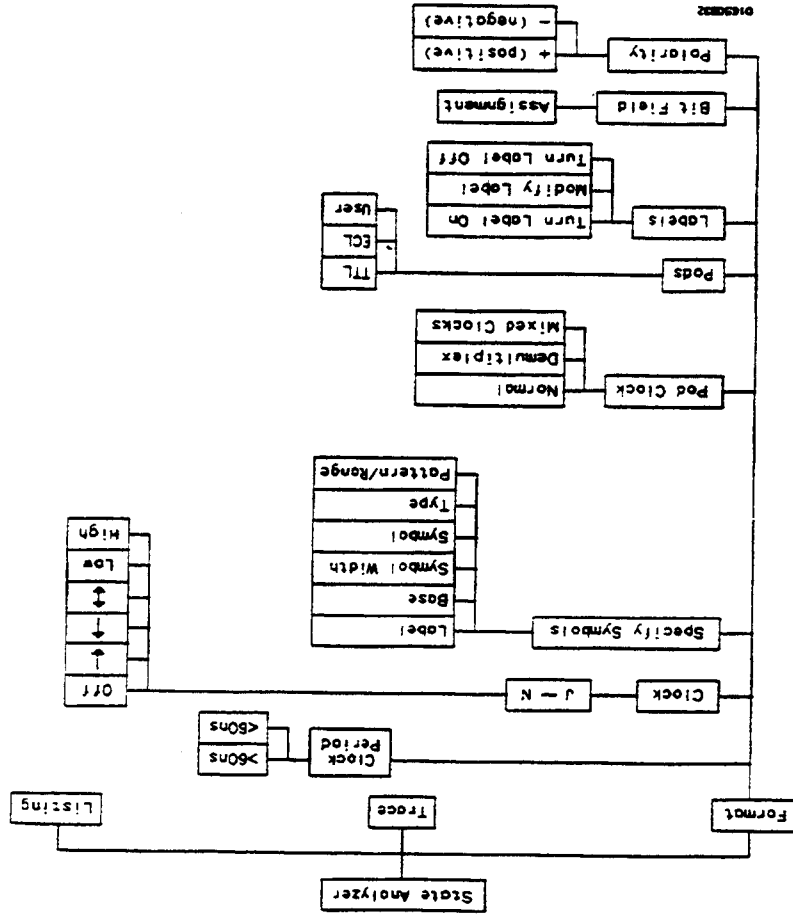 State Analyzer
Format
Trace
Listing
Clock
Period
>60ns
<60ns
Clock
J – N
Off
Low
High
Specify Symbols
Label
Base
Symbol Width
Symbol
Type
Pattern/Range
Pod Clock
Normal
Demultiplex
Mixed Clocks
Pods
TTL
ECL
User
Labels
Turn Label On
Modify Label
Turn Label Off
Bit Field
Assignment
Polarity
+ (positive)
− (negative)
01650B32